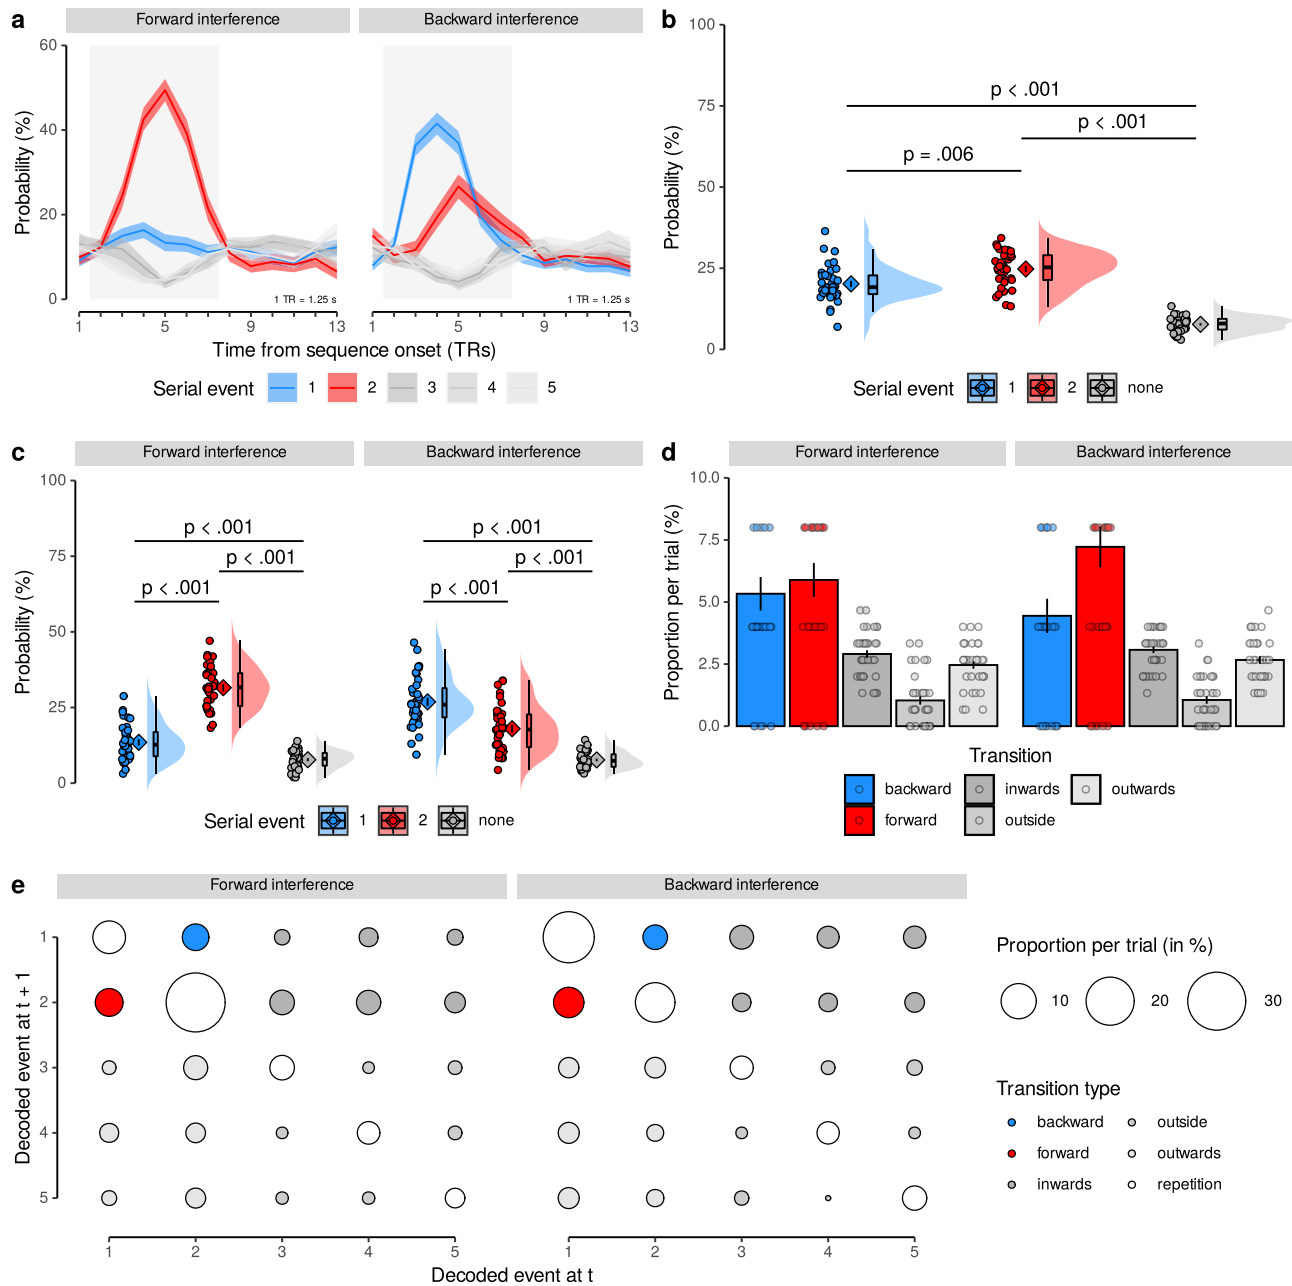 a
Forward interference
Backward interference
Probability (%)
60
40
20
0
1 TR = 1.25 s
1 TR = 1.25 s
1 5 9 13
1 5 9 13
Time from sequence onset (TRs)
Serial event 1 2 3 4 5
b
Probability (%)
100
75
50
25
0
p < .001
p < .001
p = .006
Serial event 1 2 none
c
Forward interference
Backward interference
Probability (%)
100
75
50
25
0
p < .001
p < .001
p < .001
p < .001
p < .001
p < .001
Serial event 1 2 none
d
Forward interference
Backward interference
Proportion per trial (%)
10.0
7.5
5.0
2.5
0.0
Transition
backward inwards outwards
forward outside
e
Forward interference
Backward interference
Decoded event at t + 1
1
2
3
4
5
1 2 3 4 5
1 2 3 4 5
Decoded event at t
Proportion per trial (in %)
10 20 30
Transition type
backward outside
forward outwards
inwards repetition